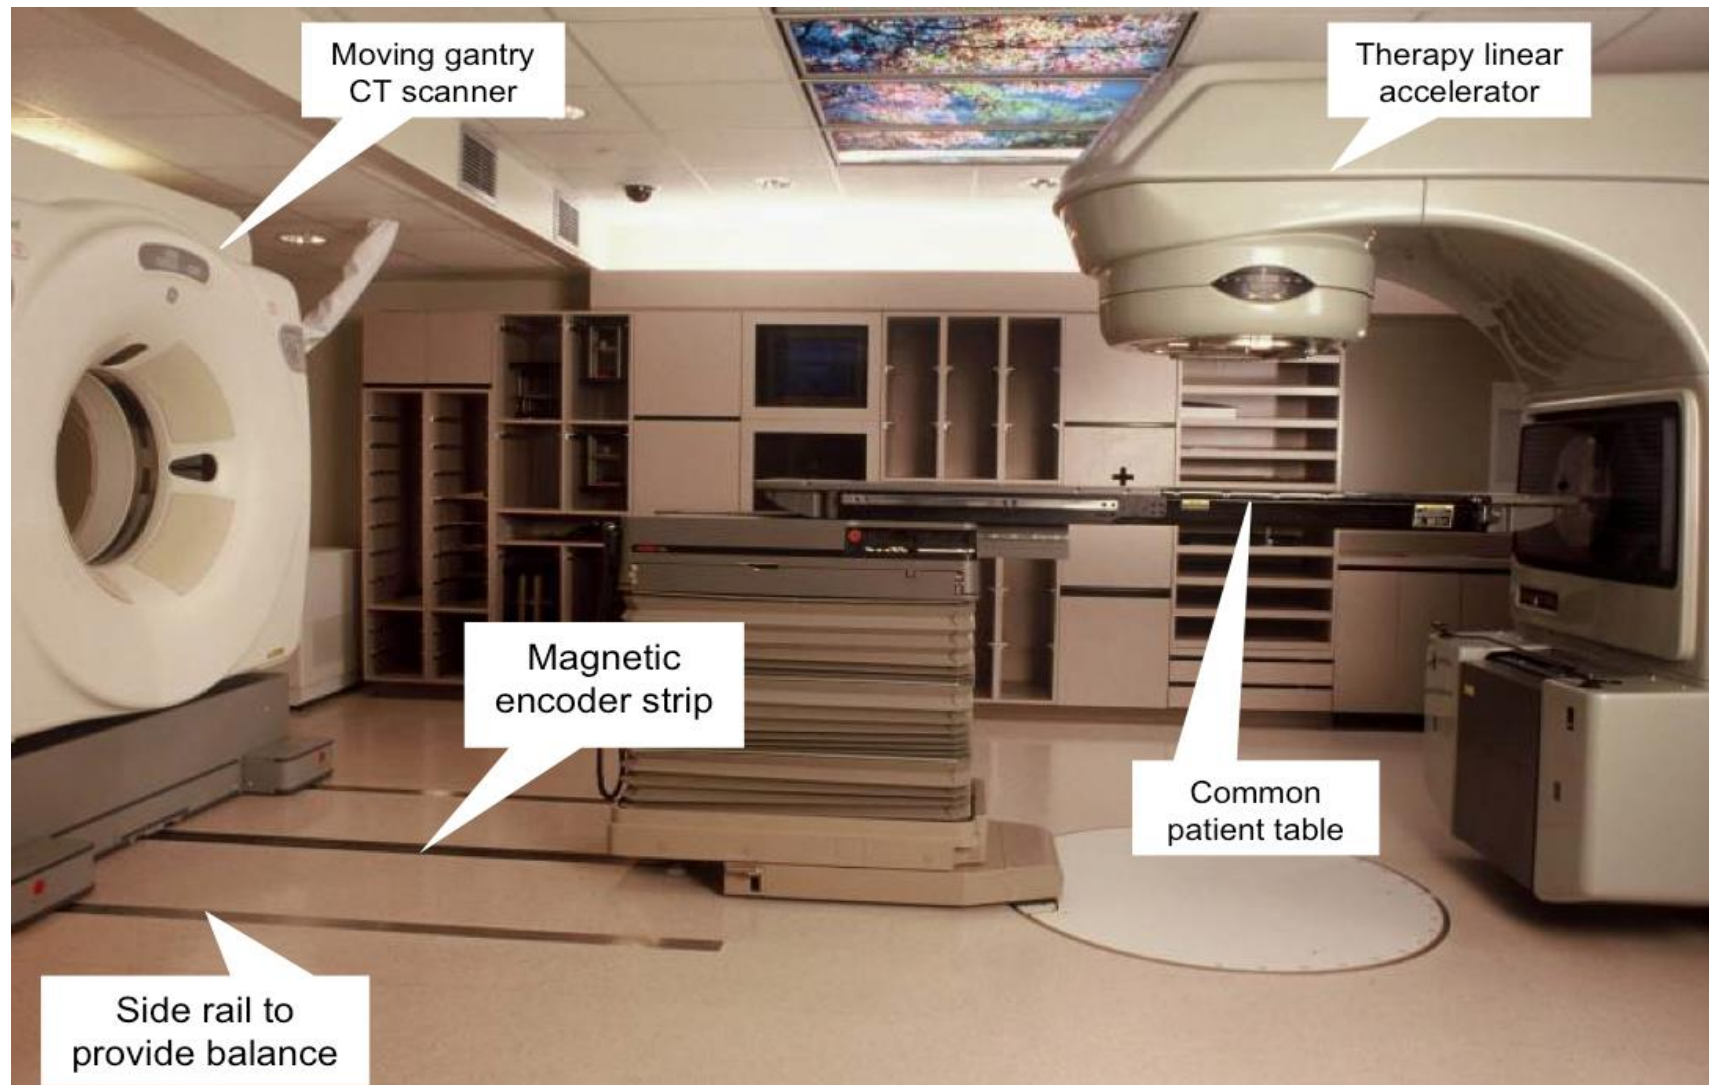 Moving gantry
CT scanner
Therapy linear
accelerator
Magnetic
encoder strip
Common
patient table
Side rail to
provide balance